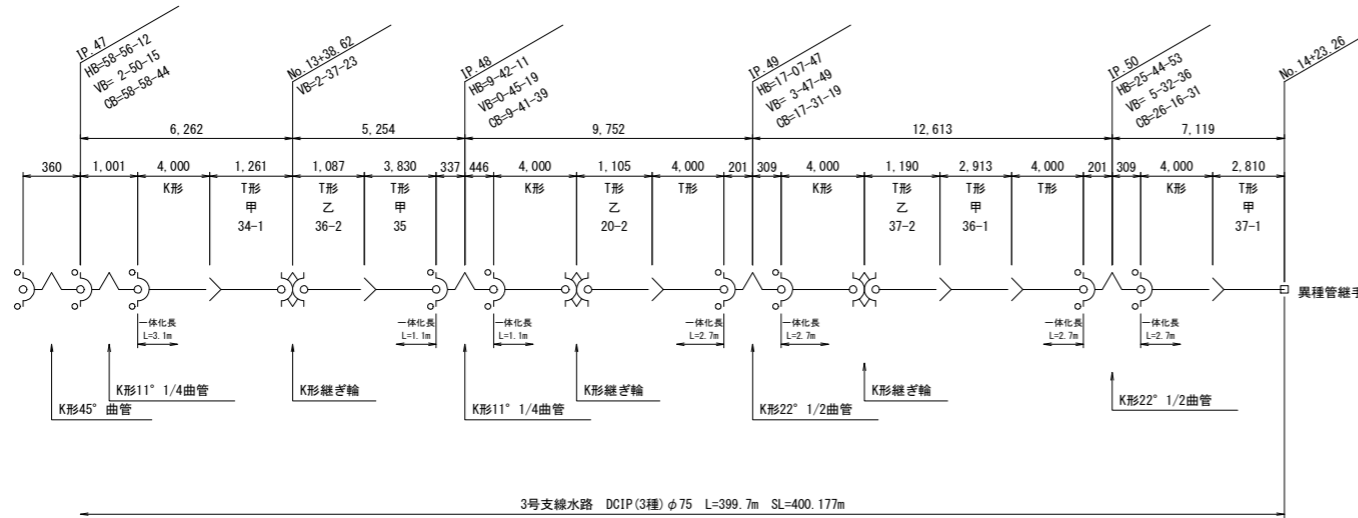 IP.47
HB=58-56-12
VB= 2-50-15
CB=58-58-44
No.13+38.62
VB=2-37-23
IP.48
HB=9-42-11
VB=0-45-19
CB=9-41-39
IP.49
HB=17-07-47
VB= 3-47-49
CB=17-31-19
IP.50
HB=25-44-53
VB= 5-32-36
CB=26-16-31
No.14+23.26
6,262 5,254 9,752 12,613 7,119
360 1,001 4,000 1,261 1,087 3,830 337 446 4,000 1,105 4,000 201 309 4,000 1,190 2,913 4,000 201 309 4,000 2,810
K形 T形 T形 T形 K形 T形 T形 K形 T形 T形 T形 K形 T形
甲 乙 甲 乙 乙 甲 甲
34-1 36-2 35 20-2 37-2 36-1 37-1
異種管継手
一体化長 一体化長 一体化長 一体化長 一体化長 一体化長 一体化長
L=3.1m L=1.1m L=1.1m L=2.7m L=2.7m L=2.7m L=2.7m
K形11° 1/4曲管 K形継ぎ輪 K形11° 1/4曲管 K形継ぎ輪 K形継ぎ輪
K形45° 曲管 K形22° 1/2曲管 K形22° 1/2曲管
3号支線水路 DCIP(3種)φ75 L=399.7m SL=400.177m